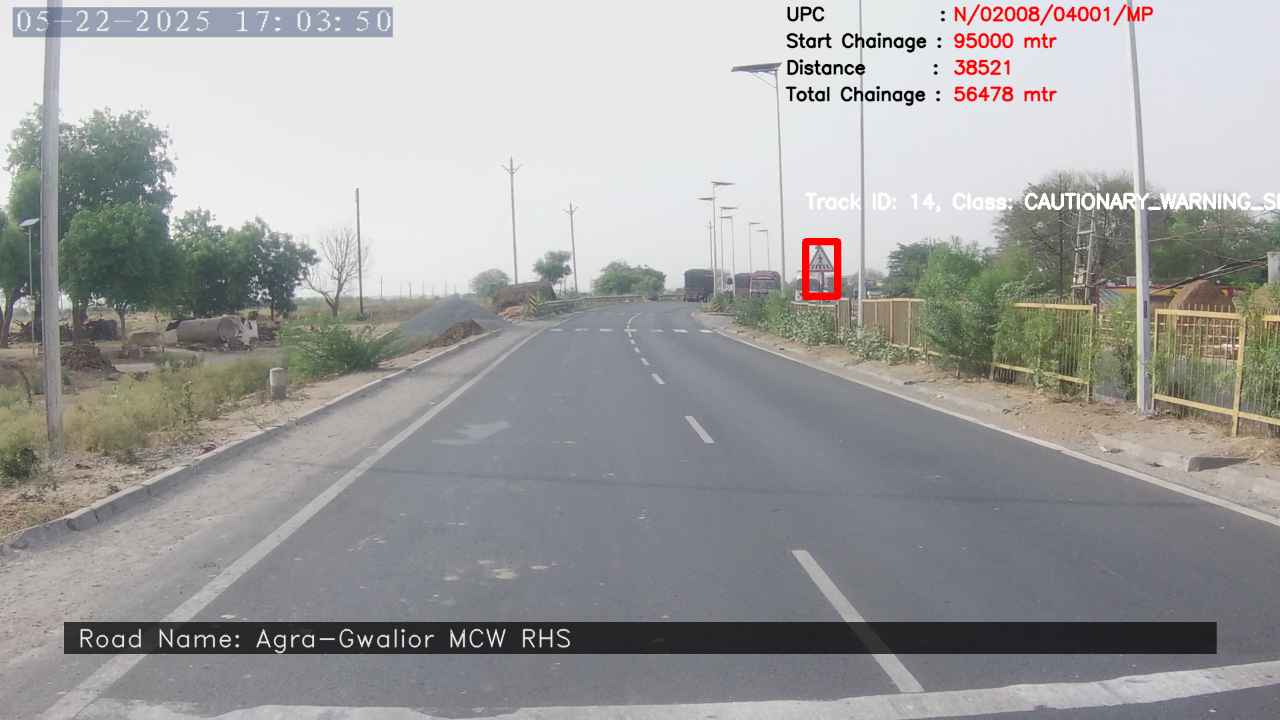 05-22-2025 17:03:50
UPC : N/02008/04001/MP
Start Chainage : 95000 mtr
Distance : 38521
Total Chainage : 56478 mtr
Track ID: 14, Class: CAUTIONARY_WARNING_S
Road Name: Agra-Gwalior MCW RHS